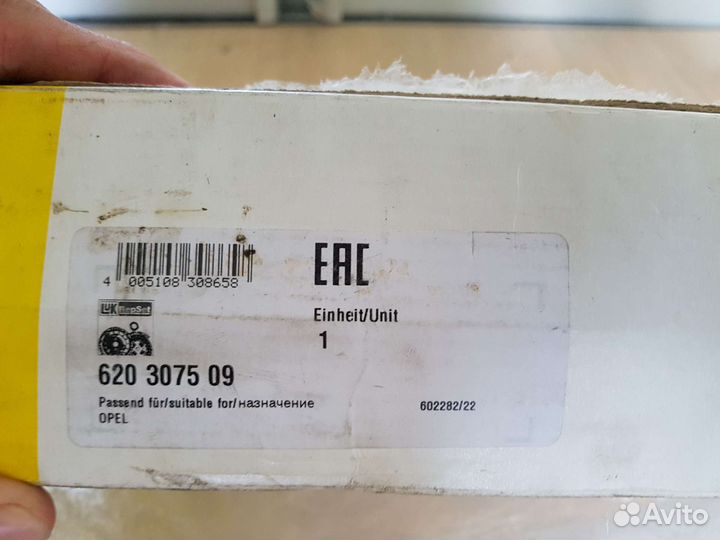 4 005108 308658
EAC
LuK RepSet
Einheit/Unit
1
620 3075 09
Passend für/suitable for/назначение
OPEL
602282/22
Avito